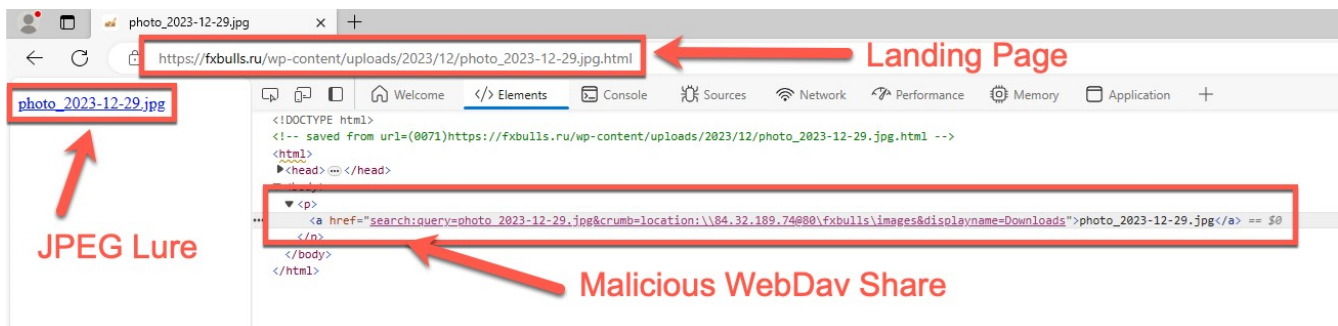 photo_2023-12-29.jpg
https://fxbulls.ru/wp-content/uploads/2023/12/photo_2023-12-29.jpg.html
Landing Page
photo_2023-12-29.jpg
Welcome </> Elements Console Sources Network Performance Memory Application
<!DOCTYPE html>
<!-- saved from url=(0071)https://fxbulls.ru/wp-content/uploads/2023/12/photo_2023-12-29.jpg.html -->
<html>
<head> ... </head>
<body>
<p>
<a href="search:query=photo_2023-12-29.jpg&crumb=location:\\84.32.189.74@80\fxbulls\images&displayname=Downloads">photo_2023-12-29.jpg</a> == $0
</p>
</body>
</html>
JPEG Lure
Malicious WebDav Share